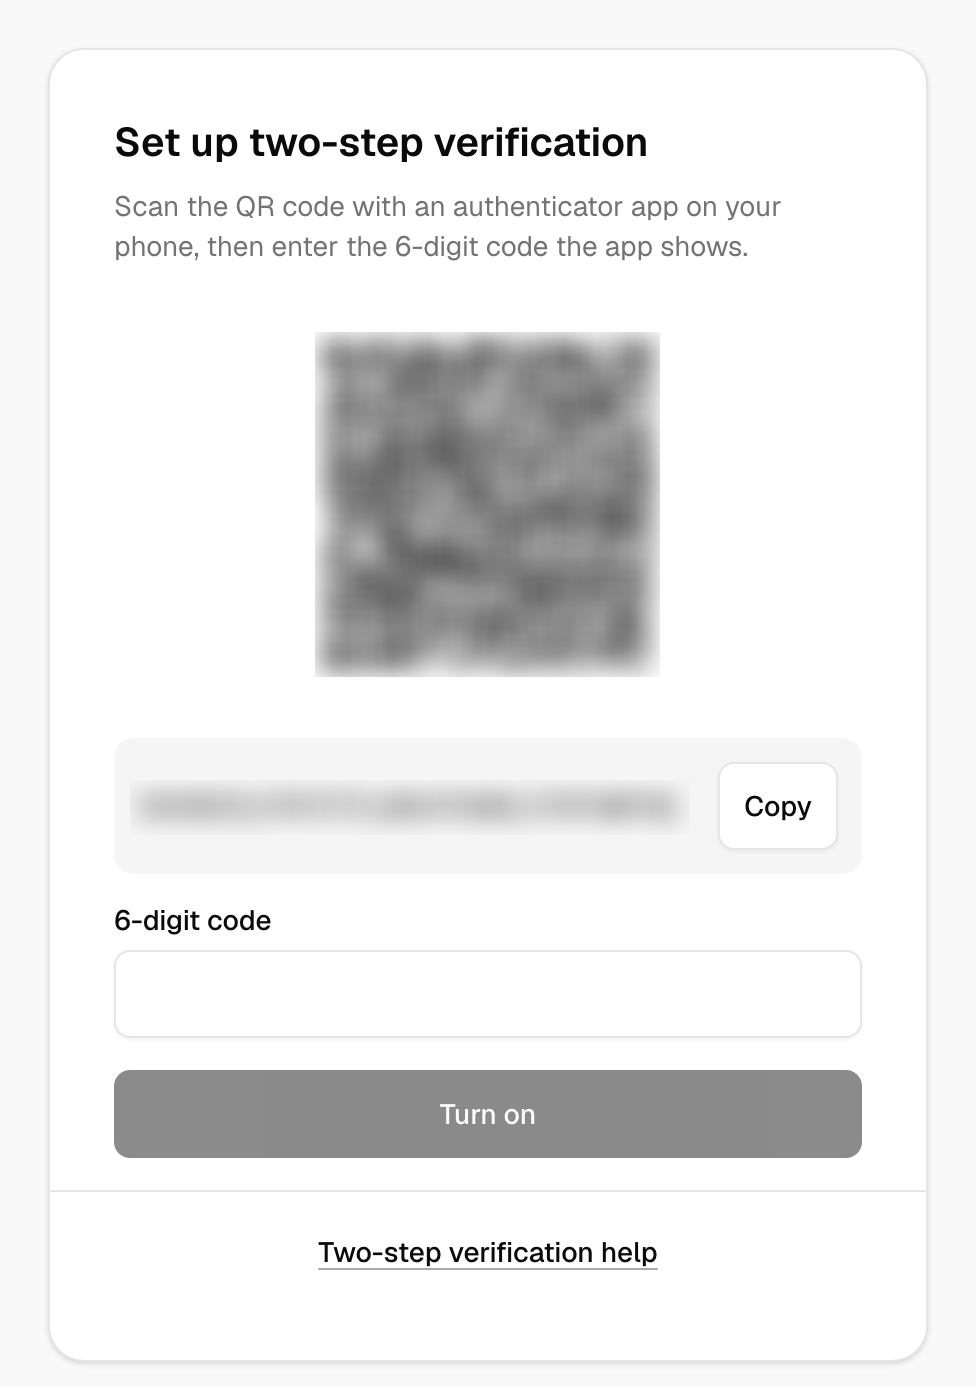 Set up two-step verification
Scan the QR code with an authenticator app on your
phone, then enter the 6-digit code the app shows.
Copy
6-digit code
Turn on
Two-step verification help